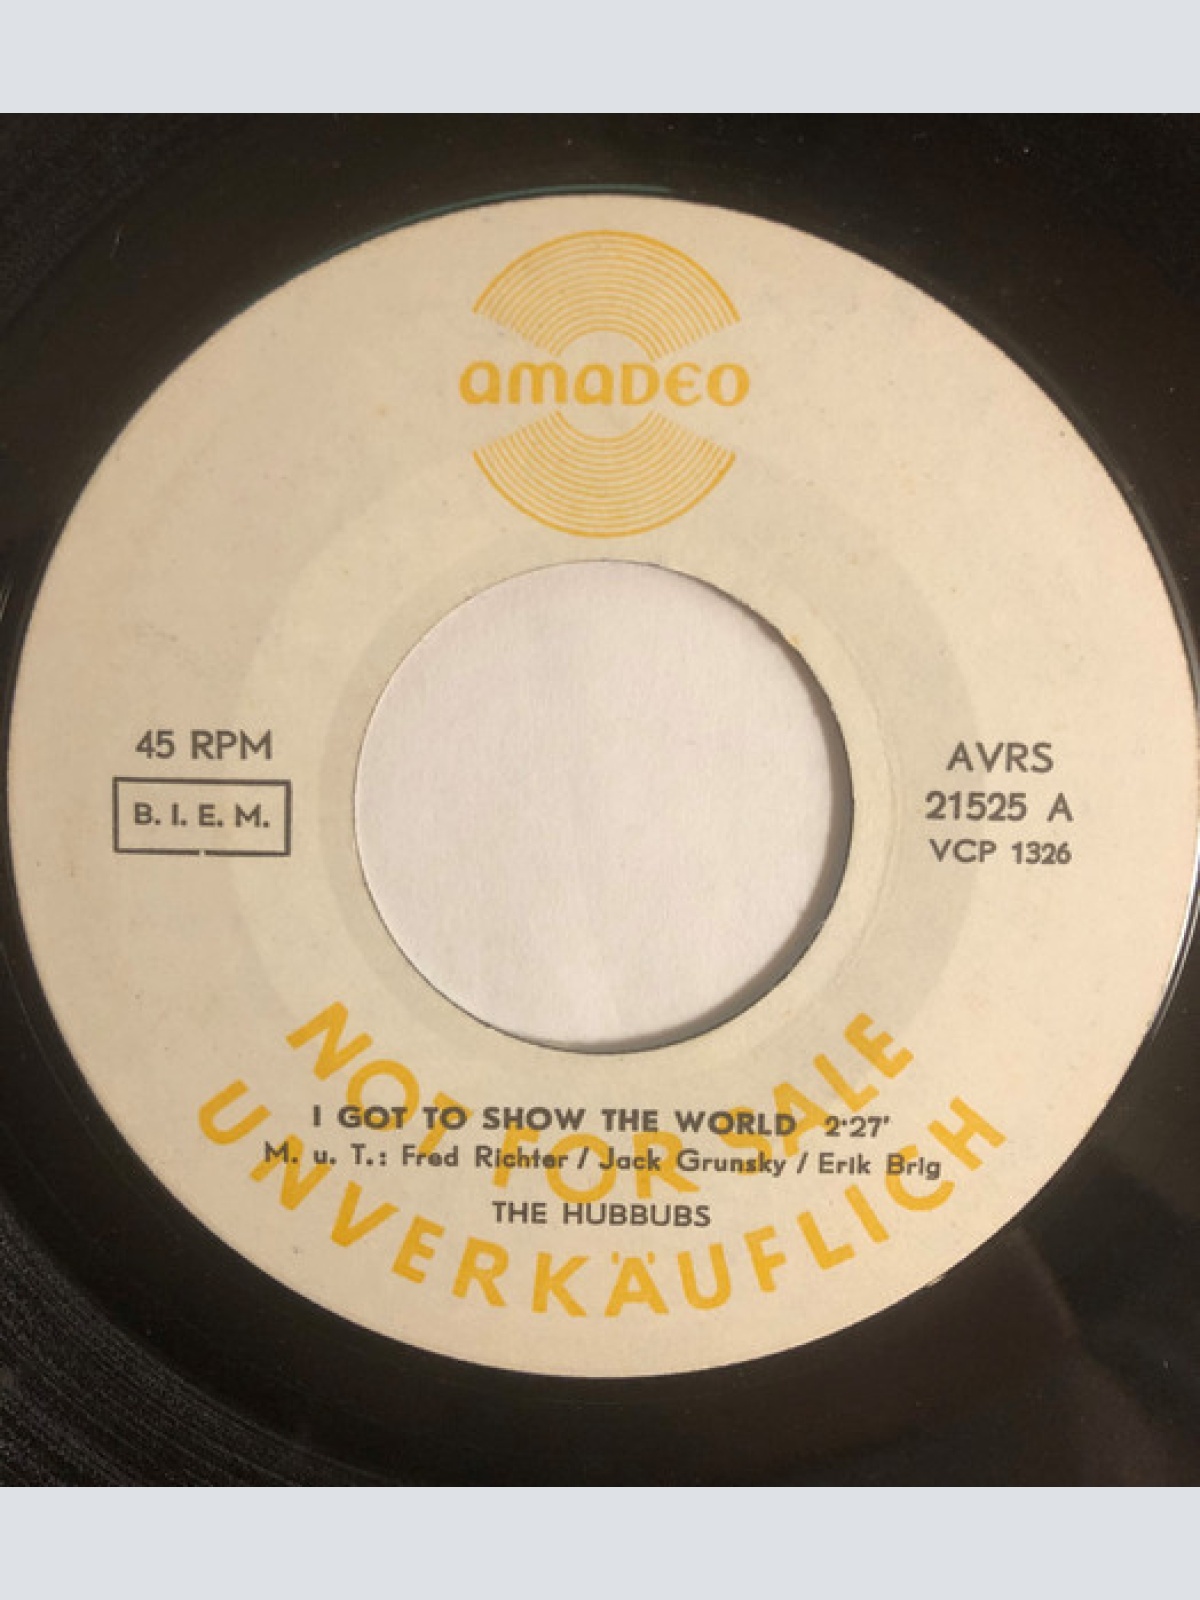 amadeo
45 RPM
B. I. E. M.
AVRS
21525 A
VCP 1326
NOT FOR SALE
I GOT TO SHOW THE WORLD 2·27'
M. u. T.: Fred Richter / Jack Grunsky / Erik Brig
THE HUBBUBS
UNVERKÄUFLICH